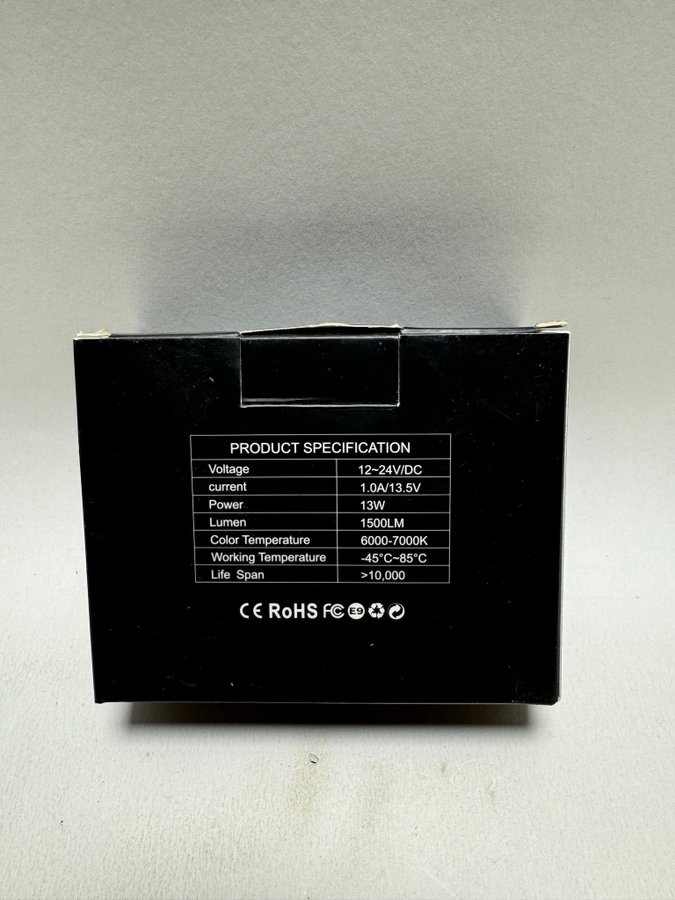 PRODUCT SPECIFICATION
Voltage 12~24V/DC
current 1.0A/13.5V
Power 13W
Lumen 1500LM
Color Temperature 6000-7000K
Working Temperature -45°C~85°C
Life Span >10,000
CE RoHS FC E9